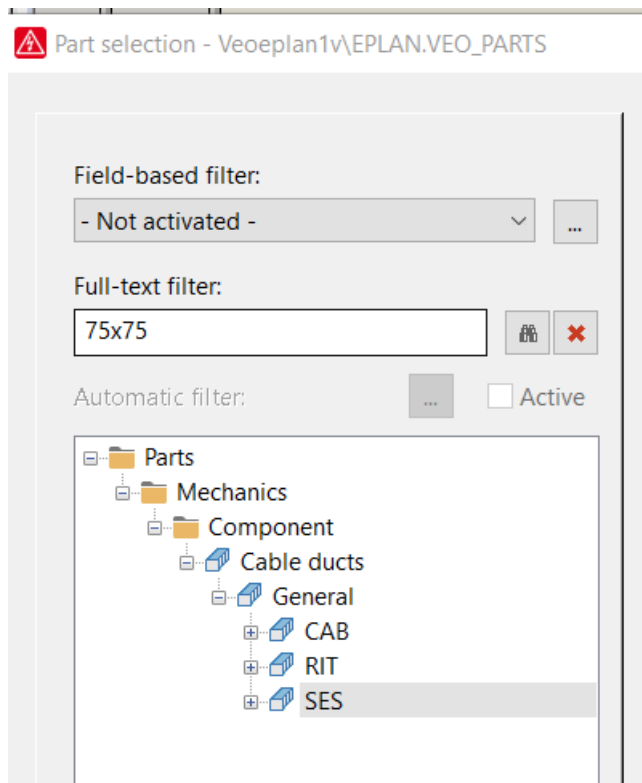 Part selection - Veoeplan1v\EPLAN.VEO_PARTS
Field-based filter:
- Not activated -
...
Full-text filter:
75x75
Automatic filter:
...
Active
Parts
Mechanics
Component
Cable ducts
General
CAB
RIT
SES